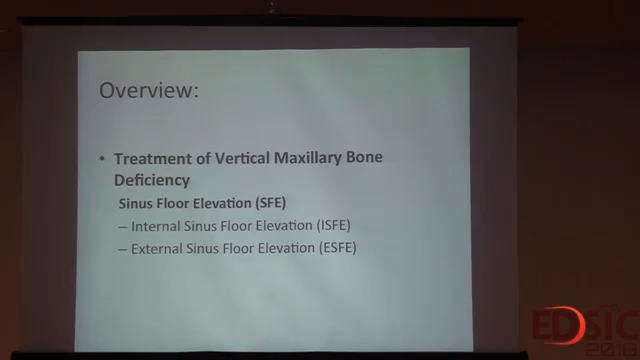 Overview:
• Treatment of Vertical Maxillary Bone
Deficiency
Sinus Floor Elevation (SFE)
– Internal Sinus Floor Elevation (ISFE)
– External Sinus Floor Elevation (ESFE)
EDSIC
2016